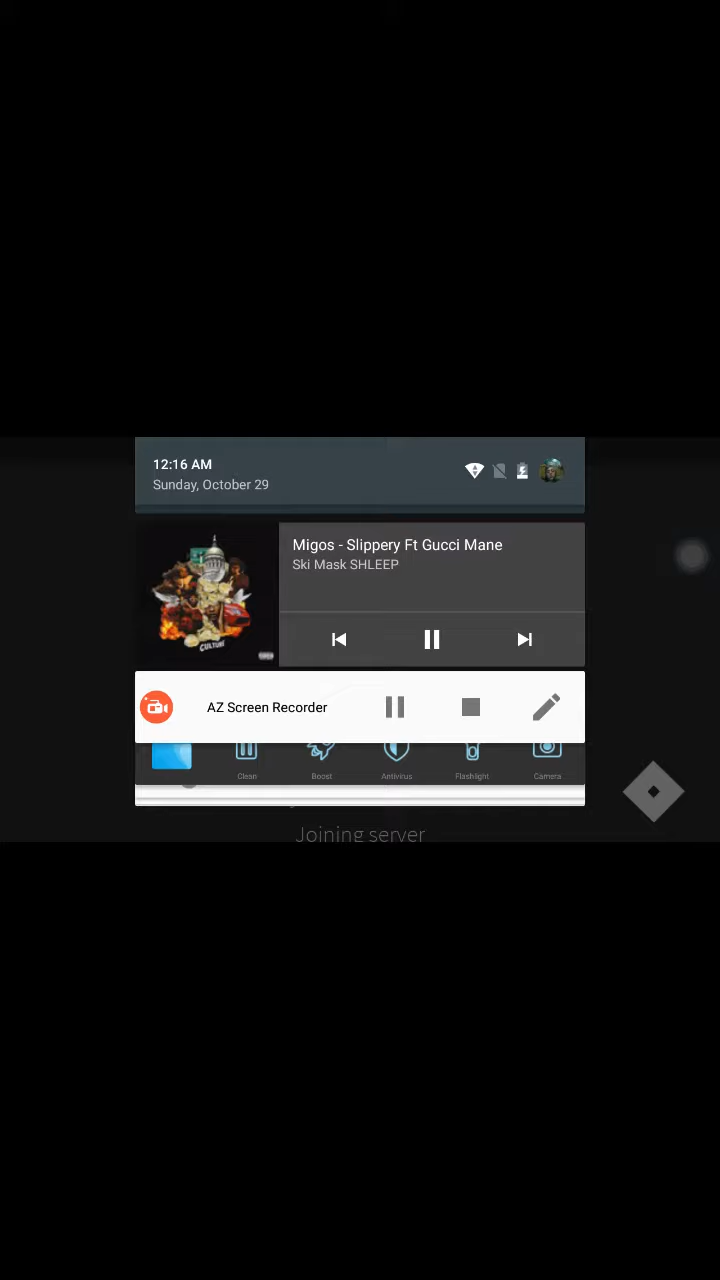 12:16 AM
Sunday, October 29
Migos - Slippery Ft Gucci Mane
Ski Mask SHLEEP
CULTURE
AZ Screen Recorder
Clean Boost Antivirus Flashlight Camera
Joining server